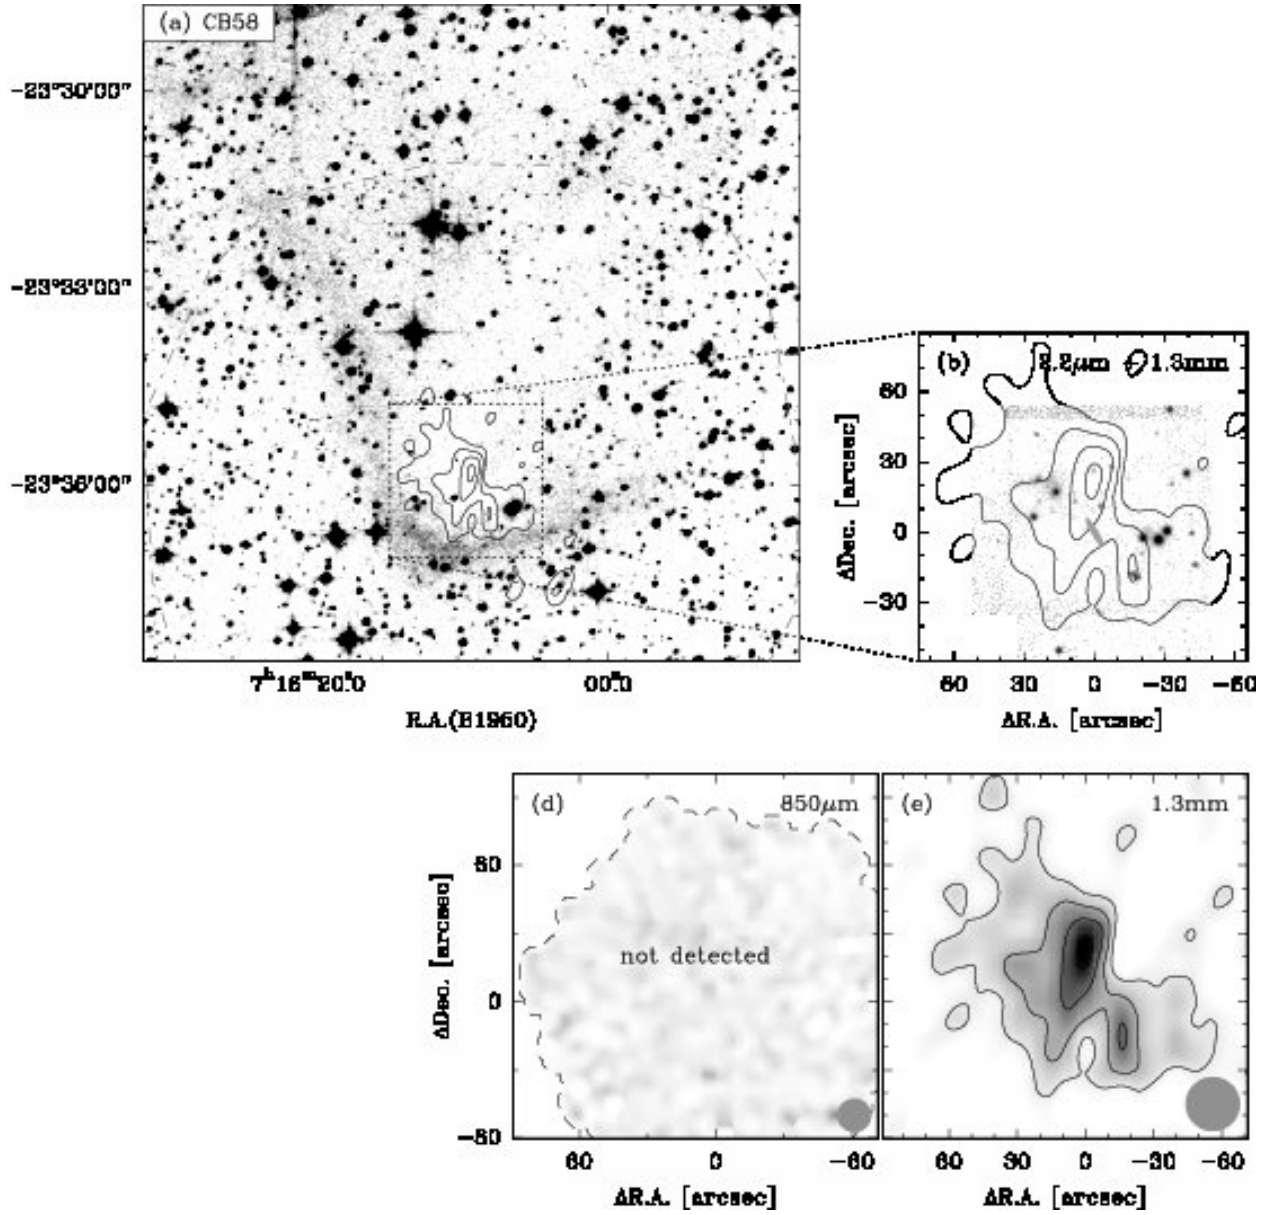 (a) CB58
-23°30'00"
-23°33'00"
-23°36'00"
7ʰ16ᵐ20ˢ.0
00ˢ.0
R.A.(B1950)
(b) 2.2μm 1.3mm
60
30
0
-30
ΔDec. [arcsec]
60 30 0 -30 -60
ΔR.A. [arcsec]
(d) 850μm
not detected
60
0
-60
ΔDec. [arcsec]
60 0 -60
ΔR.A. [arcsec]
(e) 1.3mm
60 30 0 -30 -60
ΔR.A. [arcsec]